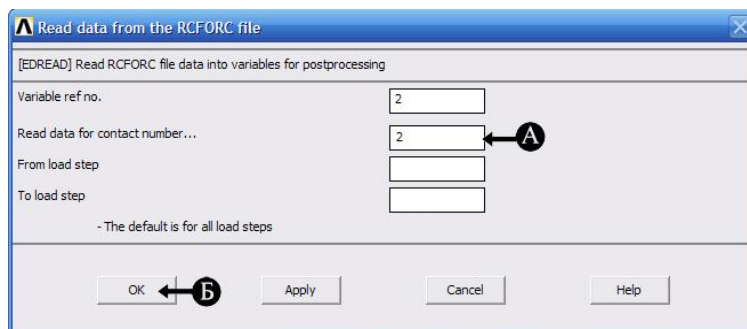 Read data from the RCFORC file
[EDREAD] Read RCFORC file data into variables for postprocessing
Variable ref no. 2
Read data for contact number... 2 А
From load step
To load step
- The default is for all load steps
OK Б Apply Cancel Help